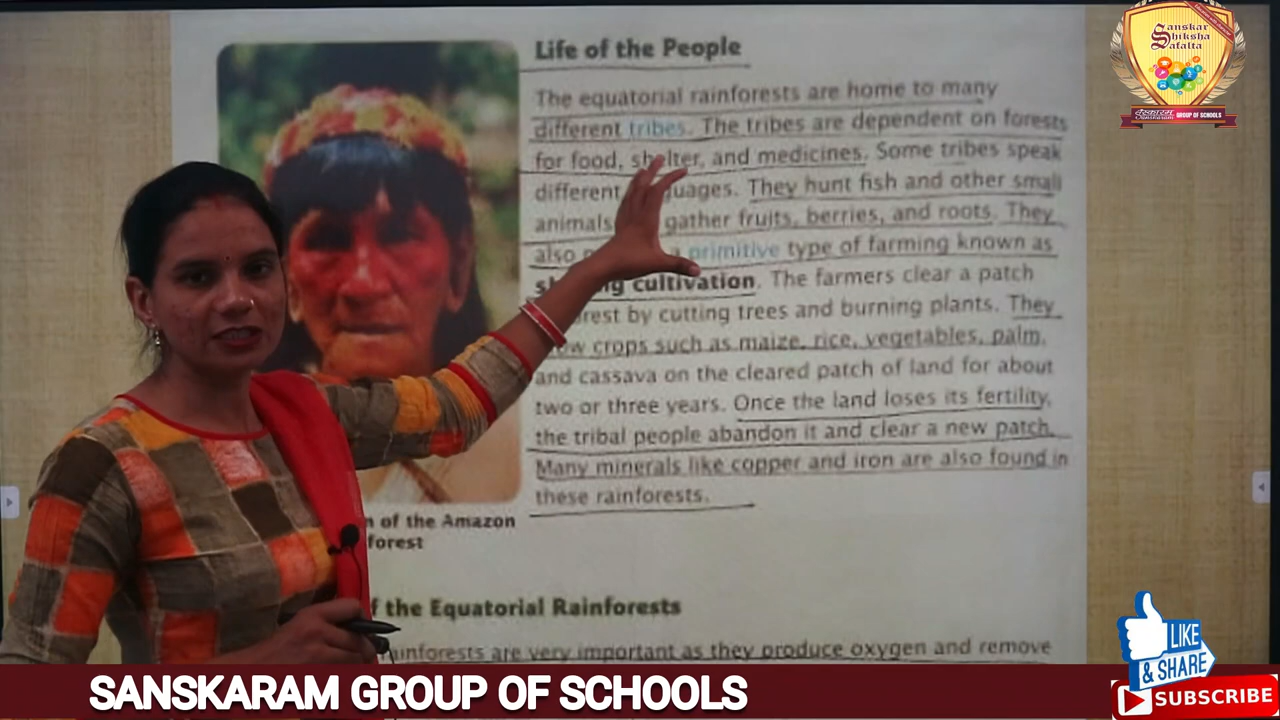 Life of the People
The equatorial rainforests are home to many
different tribes. The tribes are dependent on forests
for food, shelter, and medicines. Some tribes speak
different guages. They hunt fish and other small
animals gather fruits, berries, and roots. They
also a primitive type of farming known as
g cultivation. The farmers clear a patch
rest by cutting trees and burning plants. They
ow crops such as maize, rice, vegetables, palm,
and cassava on the cleared patch of land for about
two or three years. Once the land loses its fertility,
the tribal people abandon it and clear a new patch.
Many minerals like copper and iron are also found in
these rainforests.
n of the Amazon
forest
f the Equatorial Rainforests
ainforests are very important as they produce oxygen and remove
Sanskar
Shiksha
Safalta
GROUP OF SCHOOLS
LIKE
& SHARE
SUBSCRIBE
SANSKARAM GROUP OF SCHOOLS